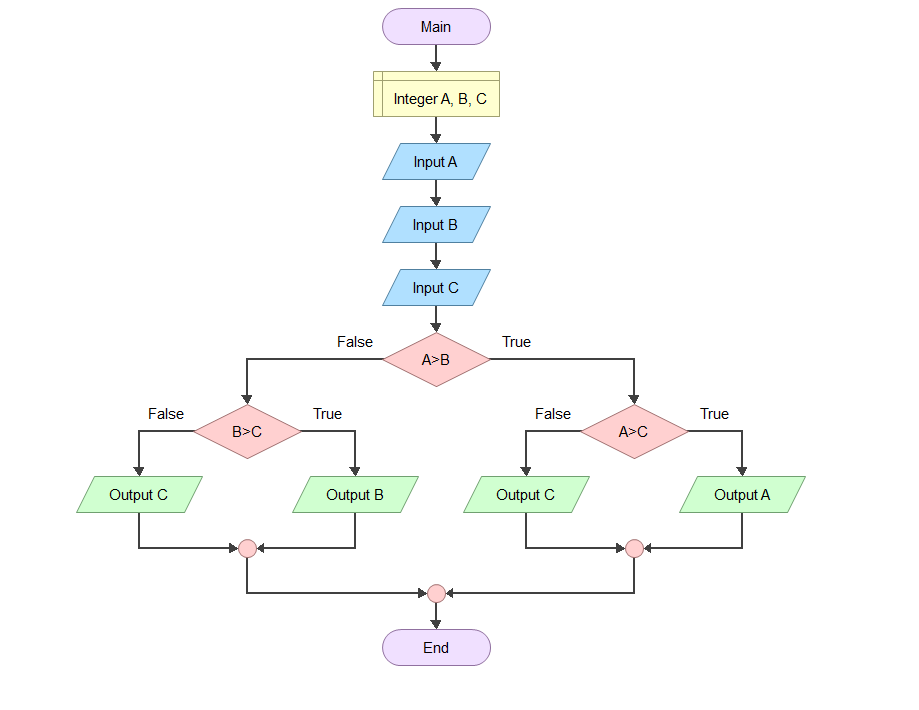 Main
Integer A, B, C
Input A
Input B
Input C
False
True
A>B
False
True
False
True
B>C
A>C
Output C
Output B
Output C
Output A
End